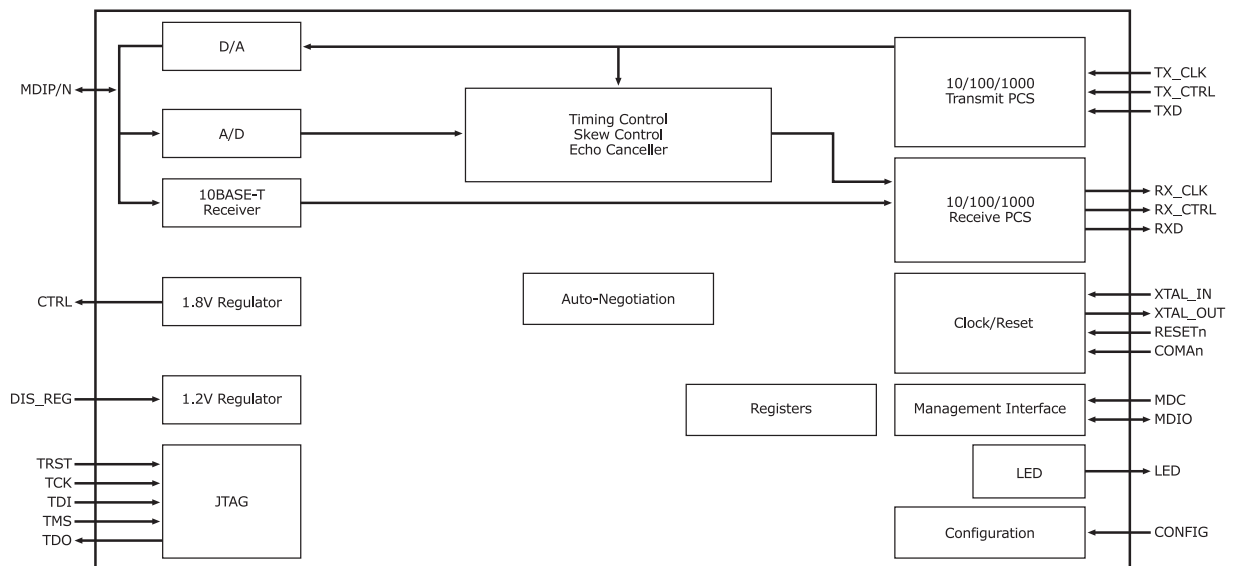 D/A
10/100/1000
Transmit PCS
TX_CLK
TX_CTRL
TXD
MDIP/N
A/D
Timing Control
Skew Control
Echo Canceller
10BASE-T
Receiver
10/100/1000
Receive PCS
RX_CLK
RX_CTRL
RXD
CTRL
1.8V Regulator
Auto-Negotiation
Clock/Reset
XTAL_IN
XTAL_OUT
RESETn
COMAn
DIS_REG
1.2V Regulator
Registers
Management Interface
MDC
MDIO
TRST
TCK
TDI
TMS
TDO
JTAG
LED
LED
Configuration
CONFIG